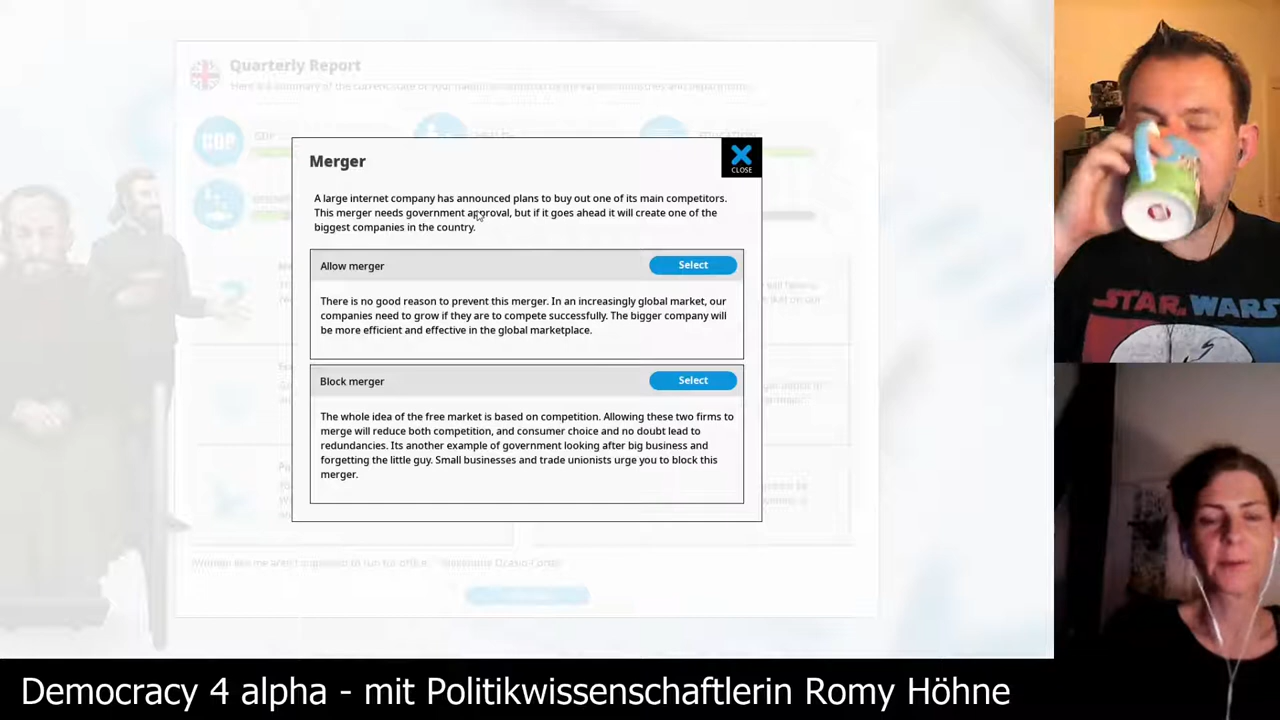 Quarterly Report
GDP
Merger
CLOSE
A large internet company has announced plans to buy out one of its main competitors.
This merger needs government approval, but if it goes ahead it will create one of the
biggest companies in the country.
Allow merger
Select
There is no good reason to prevent this merger. In an increasingly global market, our
companies need to grow if they are to compete successfully. The bigger company will
be more efficient and effective in the global marketplace.
Block merger
Select
The whole idea of the free market is based on competition. Allowing these two firms to
merge will reduce both competition, and consumer choice and no doubt lead to
redundancies. Its another example of government looking after big business and
forgetting the little guy. Small businesses and trade unionists urge you to block this
merger.
STAR WARS
Democracy 4 alpha - mit Politikwissenschaftlerin Romy Höhne